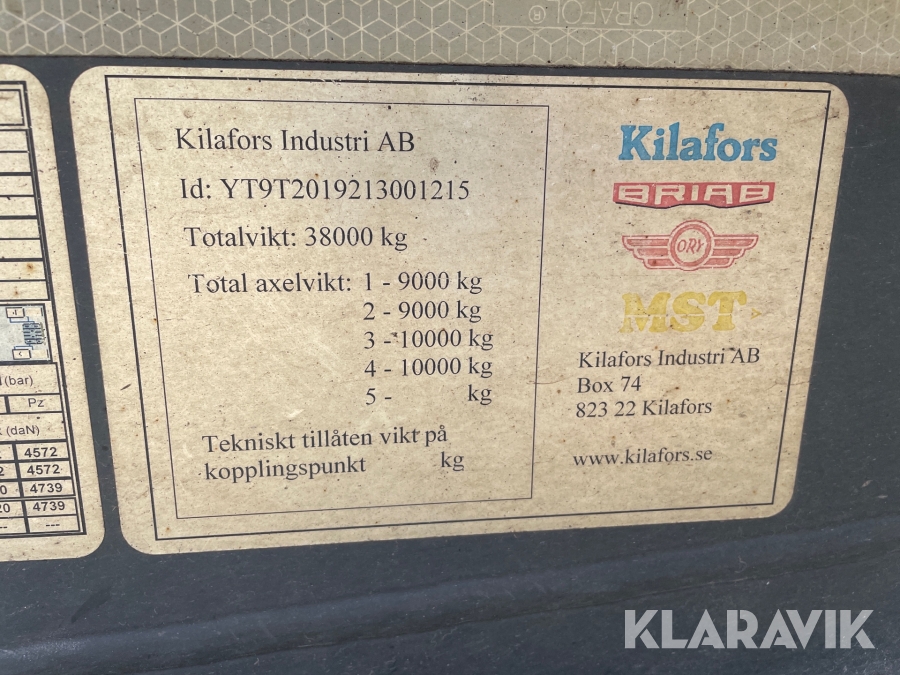 GRAFOL®
Kilafors Industri AB
Id: YT9T2019213001215
Totalvikt: 38000 kg
Total axelvikt: 1 - 9000 kg
2 - 9000 kg
3 - 10000 kg
4 - 10000 kg
5 - kg
Tekniskt tillåten vikt på
kopplingspunkt kg
Kilafors
BRIAB
ORY
MST
Kilafors Industri AB
Box 74
823 22 Kilafors
www.kilafors.se
(bar)
Pz
(daN)
4572
4572
4739
4739
---
KLARAVIK